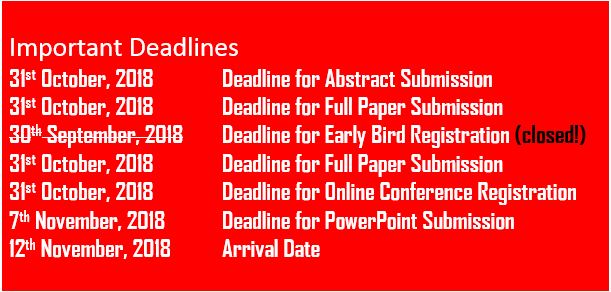 Important Deadlines
31st October, 2018 Deadline for Abstract Submission
31st October, 2018 Deadline for Full Paper Submission
30th September, 2018 Deadline for Early Bird Registration (closed!)
31st October, 2018 Deadline for Full Paper Submission
31st October, 2018 Deadline for Online Conference Registration
7th November, 2018 Deadline for PowerPoint Submission
12th November, 2018 Arrival Date